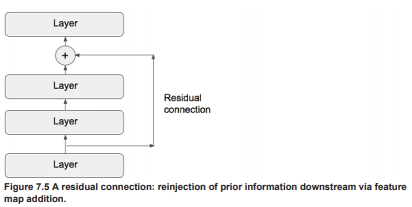 Layer
+
Layer
Residual
connection
Layer
Layer
Figure 7.5 A residual connection: reinjection of prior information downstream via feature
map addition.